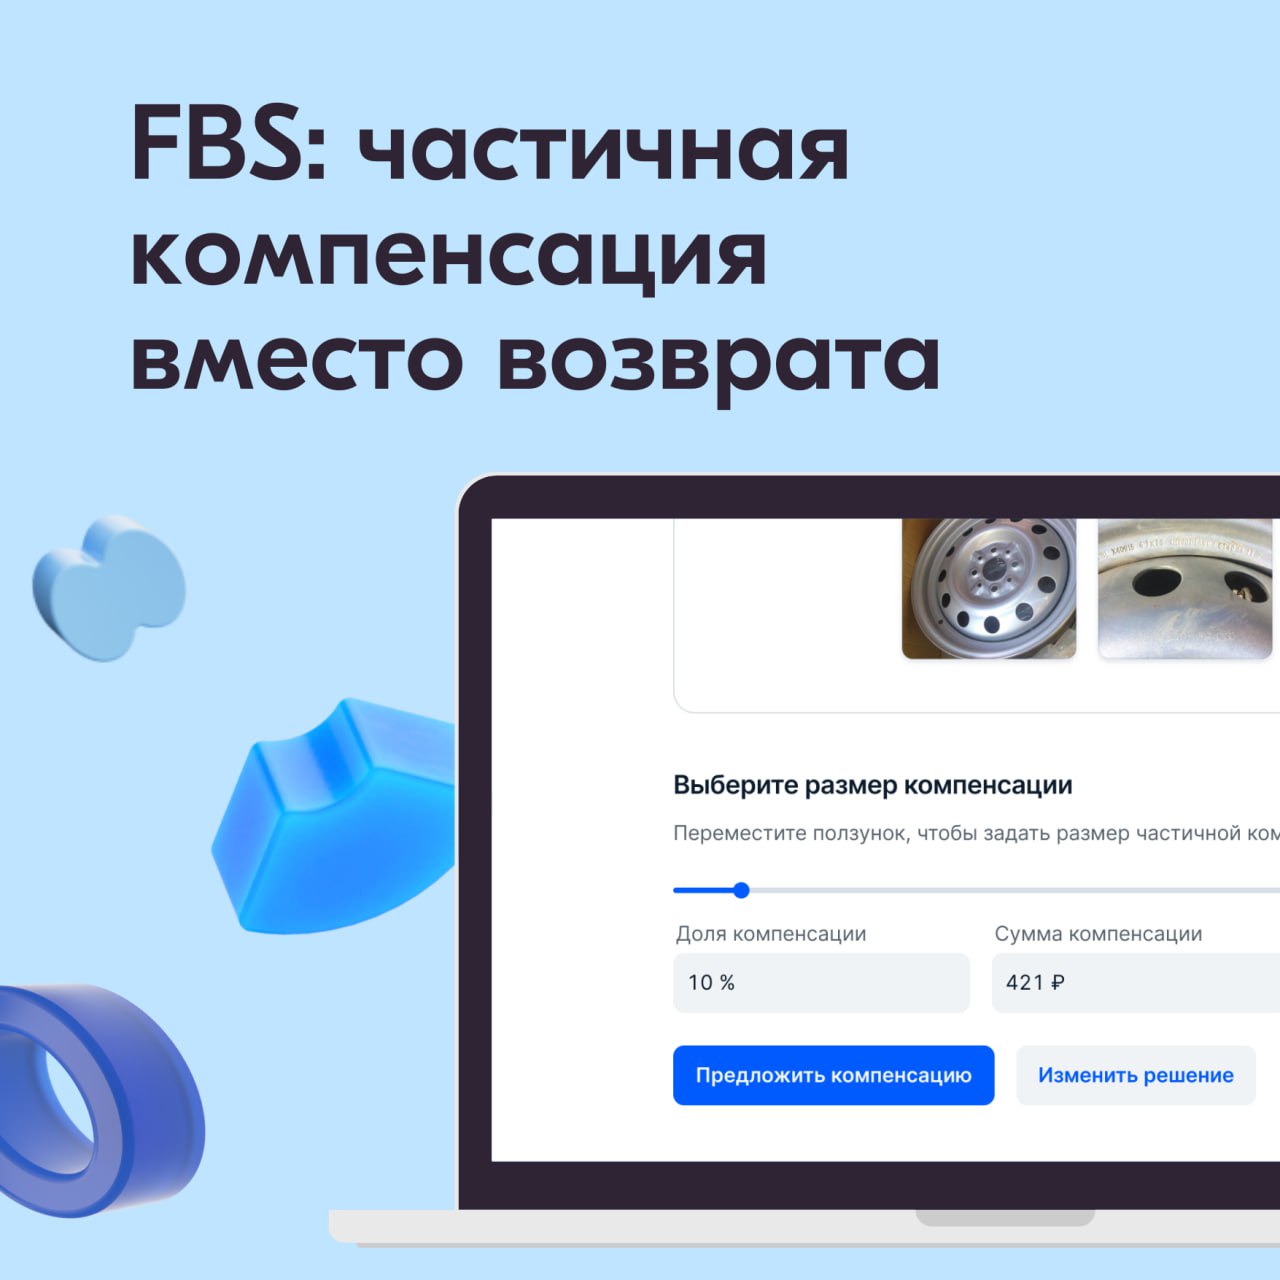 FBS: частичная
компенсация
вместо возврата
Выберите размер компенсации
Переместите ползунок, чтобы задать размер частичной ком
Доля компенсации
Сумма компенсации
10 %
421 ₽
Предложить компенсацию
Изменить решение